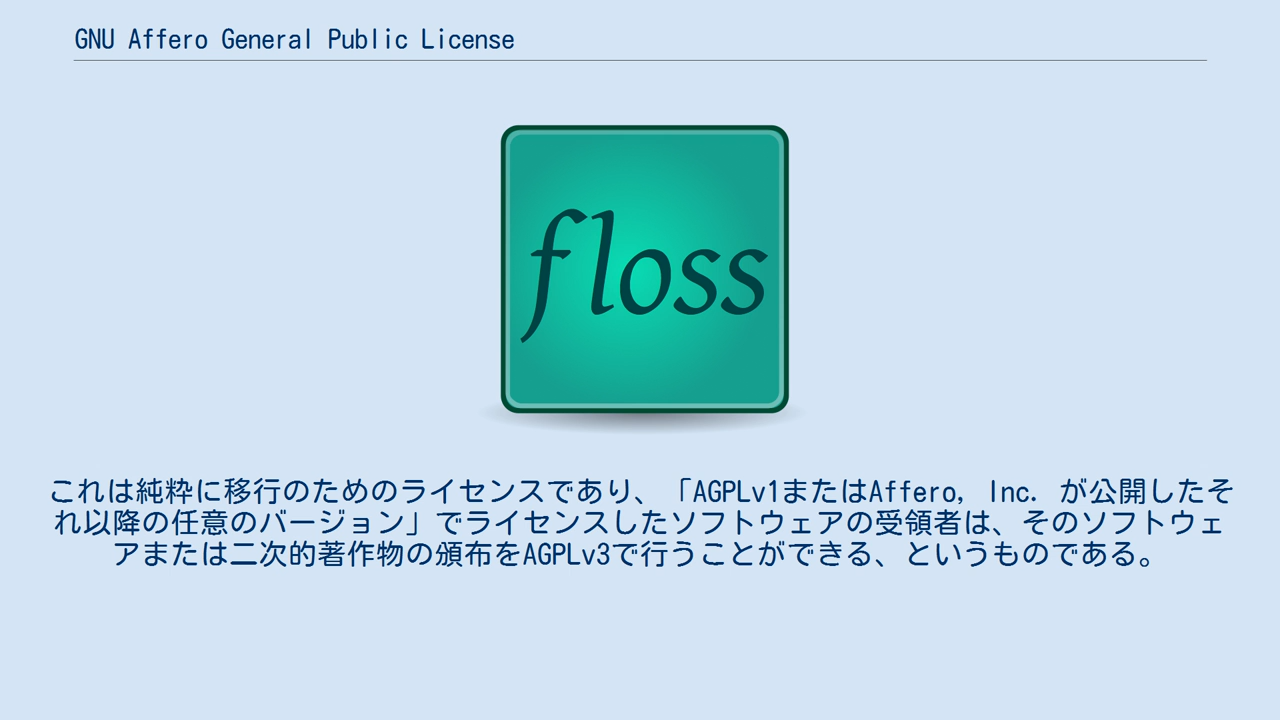 GNU Affero General Public License
floss
これは純粋に移行のためのライセンスであり、「AGPLv1またはAffero, Inc. が公開したそ
れ以降の任意のバージョン」でライセンスしたソフトウェアの受領者は、そのソフトウェ
アまたは二次的著作物の頒布をAGPLv3で行うことができる、というものである。